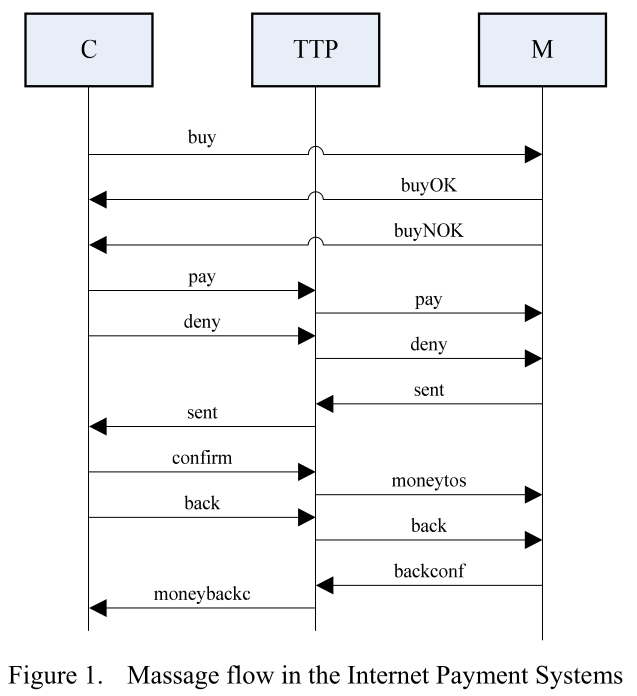 C
TTP
M
buy
buyOK
buyNOK
pay
pay
deny
deny
sent
sent
confirm
moneytos
back
back
backconf
moneybackc
Figure 1. Massage flow in the Internet Payment Systems